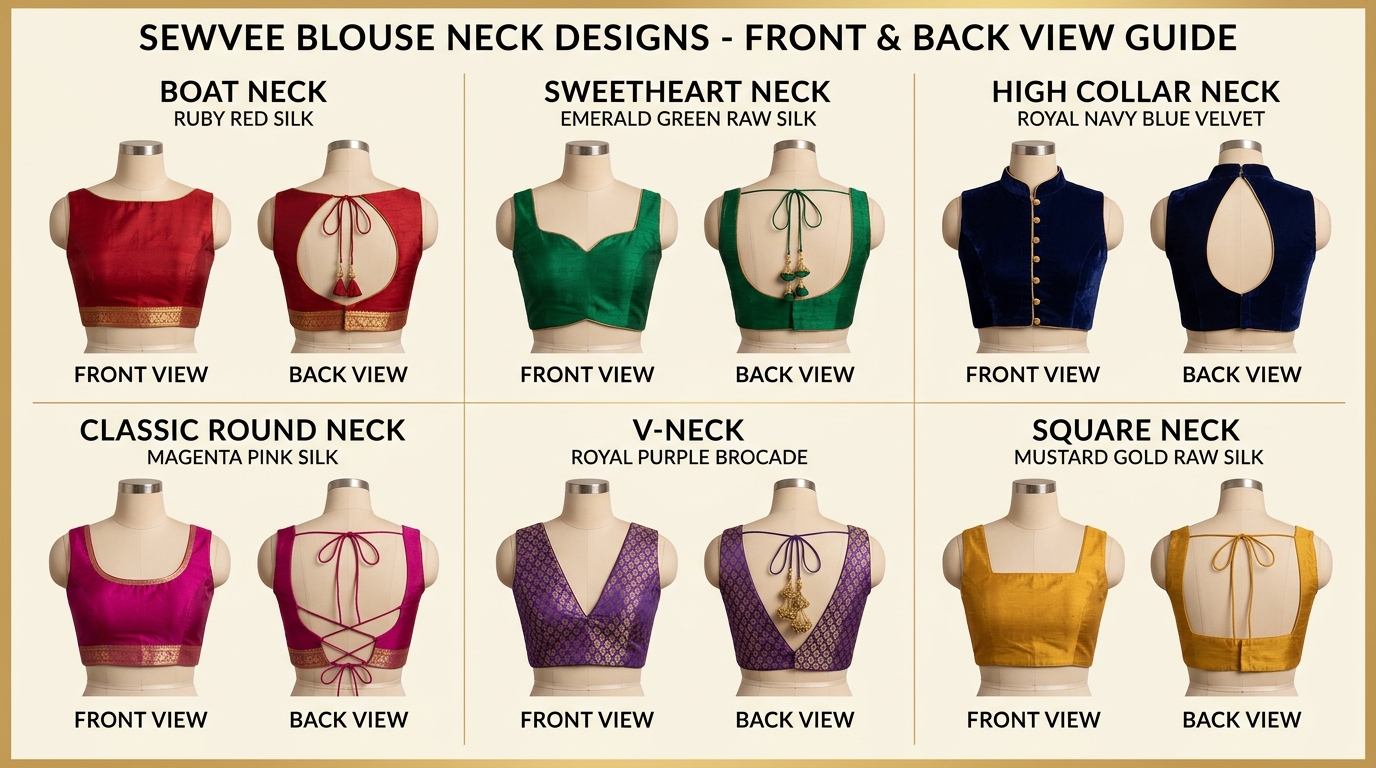 SEWVEE BLOUSE NECK DESIGNS - FRONT & BACK VIEW GUIDE
BOAT NECK
RUBY RED SILK
FRONT VIEW
BACK VIEW
SWEETHEART NECK
EMERALD GREEN RAW SILK
FRONT VIEW
BACK VIEW
HIGH COLLAR NECK
ROYAL NAVY BLUE VELVET
FRONT VIEW
BACK VIEW
CLASSIC ROUND NECK
MAGENTA PINK SILK
FRONT VIEW
BACK VIEW
V-NECK
ROYAL PURPLE BROCADE
FRONT VIEW
BACK VIEW
SQUARE NECK
MUSTARD GOLD RAW SILK
FRONT VIEW
BACK VIEW